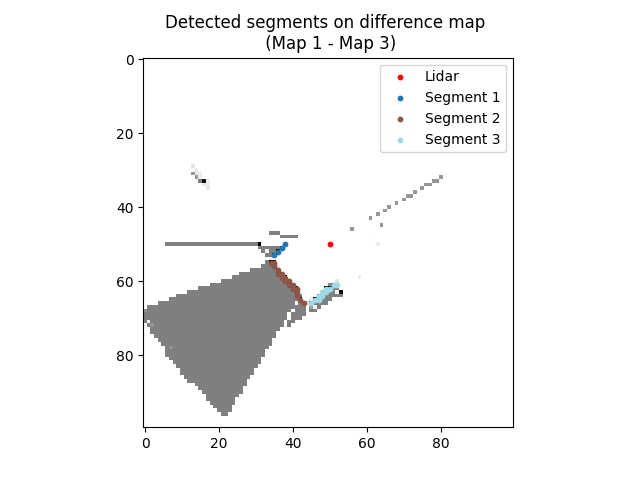 Detected segments on difference map
(Map 1 - Map 3)
Lidar
Segment 1
Segment 2
Segment 3
0
20
40
60
80
0
20
40
60
80